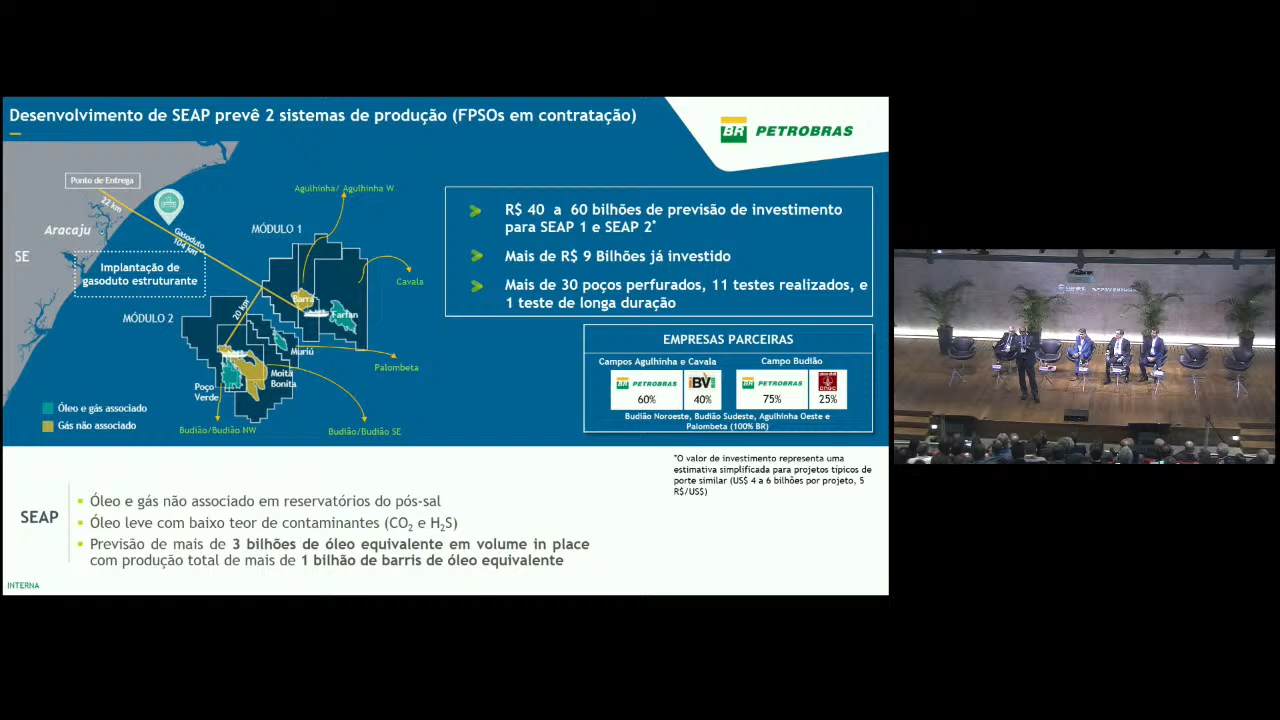 Desenvolvimento de SEAP prevê 2 sistemas de produção (FPSOs em contratação)
BR PETROBRAS
Ponto de Entrega
22 km
Aracaju
SE
Gasoduto
104 km
Implantação de
gasoduto estruturante
Agulhinha/ Agulhinha W
MÓDULO 1
Cavala
Barra
Farfan
20 km
MÓDULO 2
Muriú
Palombeta
Moita
Bonita
Poço
Verde
Óleo e gás associado
Gás não associado
Budião/Budião NW
Budião/Budião SE
R$ 40 a 60 bilhões de previsão de investimento
para SEAP 1 e SEAP 2*
Mais de R$ 9 Bilhões já investido
Mais de 30 poços perfurados, 11 testes realizados, e
1 teste de longa duração
EMPRESAS PARCEIRAS
Campos Agulhinha e Cavala
Campo Budião
BR PETROBRAS
IBV
BR PETROBRAS
60%
40%
75%
25%
Budião Noroeste, Budião Sudeste, Agulhinha Oeste e
Palombeta (100% BR)
*O valor de investimento representa uma
estimativa simplificada para projetos típicos de
porte similar (US$ 4 a 6 bilhões por projeto, 5
R$/US$)
SEAP
Óleo e gás não associado em reservatórios do pós-sal
Óleo leve com baixo teor de contaminantes (CO2 e H2S)
Previsão de mais de 3 bilhões de óleo equivalente em volume in place
com produção total de mais de 1 bilhão de barris de óleo equivalente
INTERNA